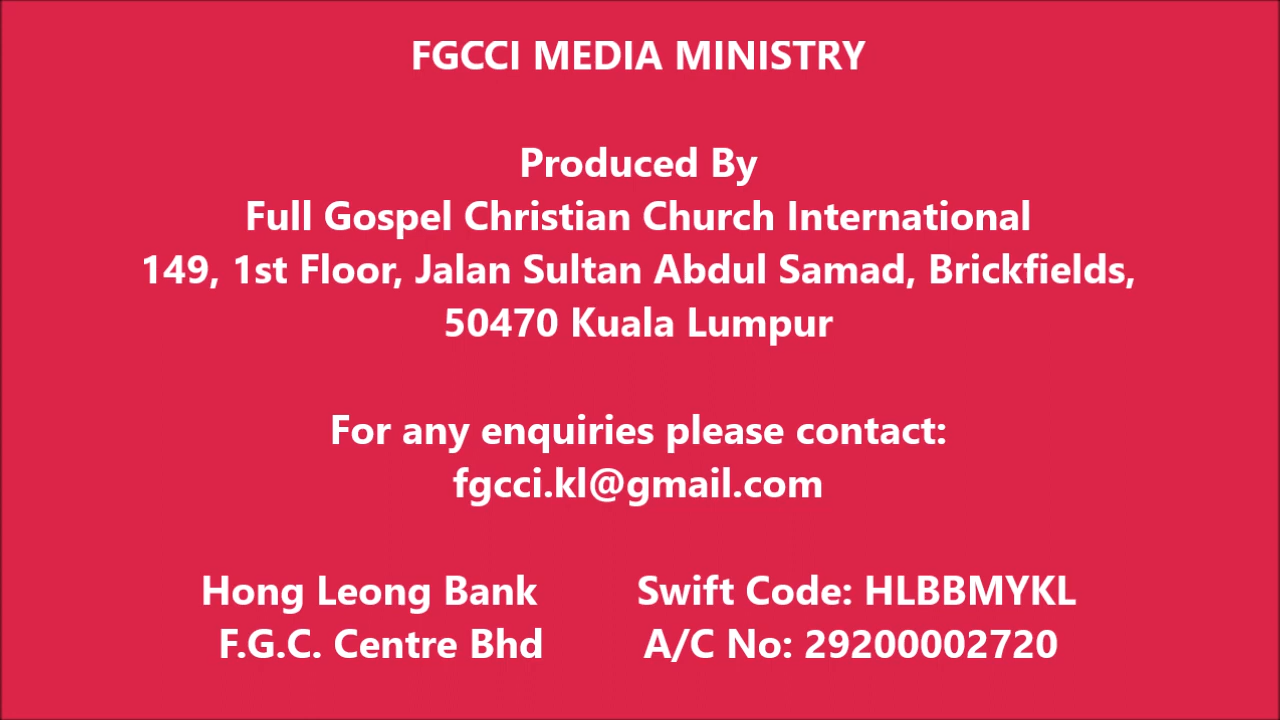 FGCCI MEDIA MINISTRY
Produced By
Full Gospel Christian Church International
149, 1st Floor, Jalan Sultan Abdul Samad, Brickfields,
50470 Kuala Lumpur
For any enquiries please contact:
fgcci.kl@gmail.com
Hong Leong Bank Swift Code: HLBBMYKL
F.G.C. Centre Bhd A/C No: 29200002720